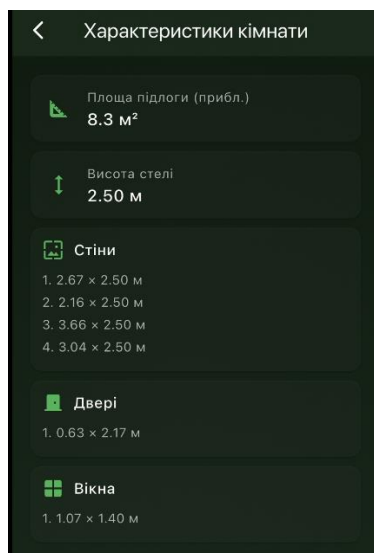 Характеристики кімнати
Площа підлоги (прибл.)
8.3 м²
Висота стелі
2.50 м
Стіни
1. 2.67 × 2.50 м
2. 2.16 × 2.50 м
3. 3.66 × 2.50 м
4. 3.04 × 2.50 м
Двері
1. 0.63 × 2.17 м
Вікна
1. 1.07 × 1.40 м